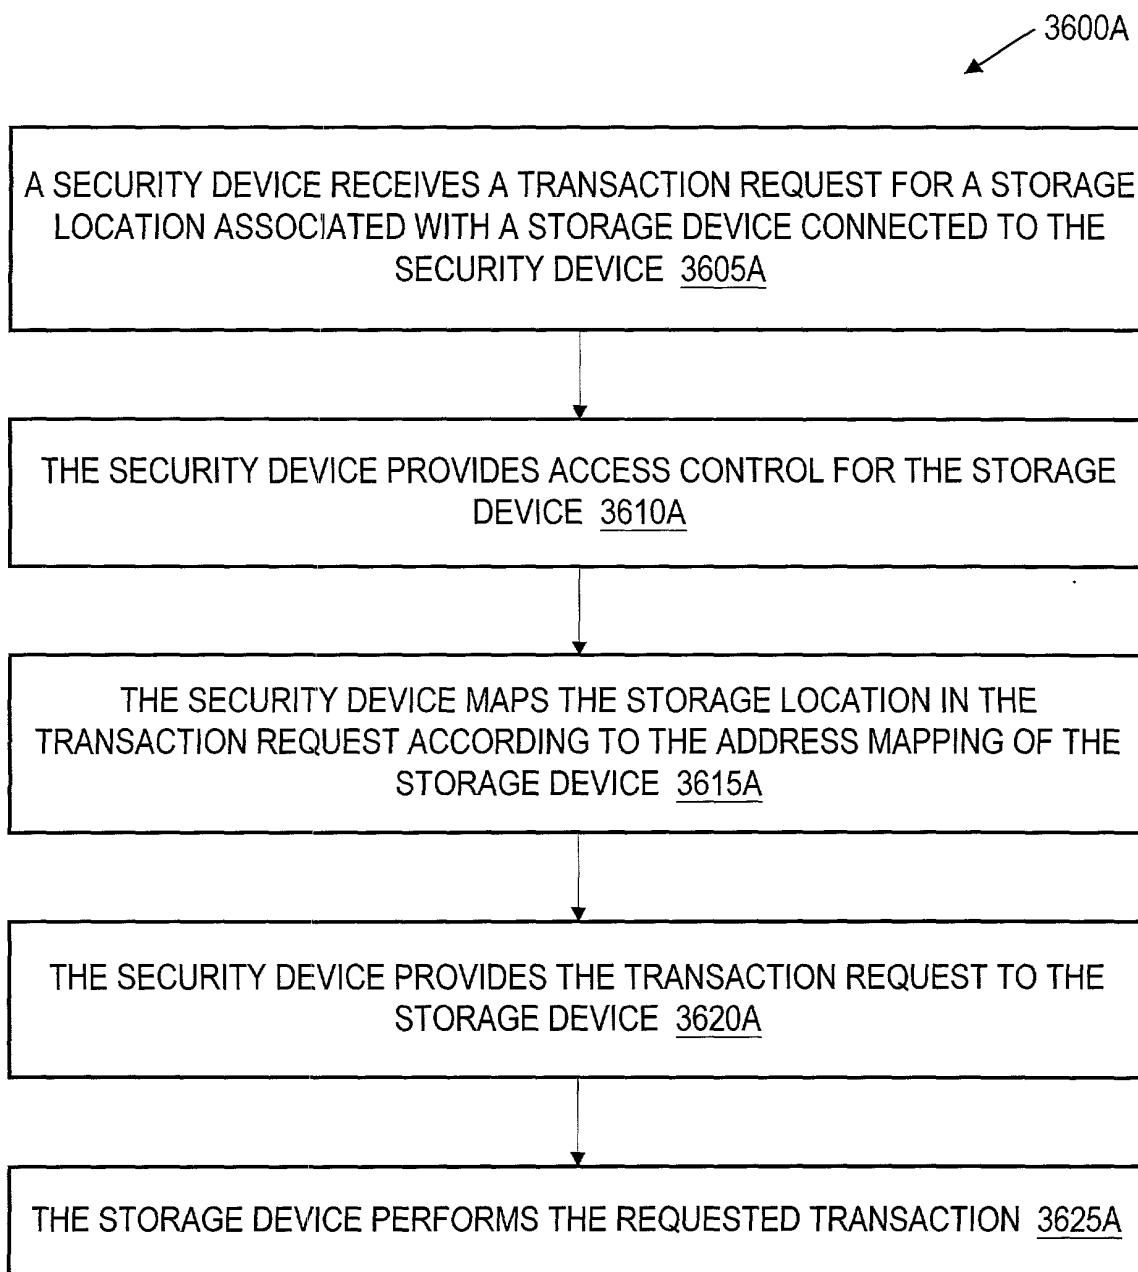 3600A
A SECURITY DEVICE RECEIVES A TRANSACTION REQUEST FOR A STORAGE
LOCATION ASSOCIATED WITH A STORAGE DEVICE CONNECTED TO THE
SECURITY DEVICE 3605A
THE SECURITY DEVICE PROVIDES ACCESS CONTROL FOR THE STORAGE
DEVICE 3610A
THE SECURITY DEVICE MAPS THE STORAGE LOCATION IN THE
TRANSACTION REQUEST ACCORDING TO THE ADDRESS MAPPING OF THE
STORAGE DEVICE 3615A
THE SECURITY DEVICE PROVIDES THE TRANSACTION REQUEST TO THE
STORAGE DEVICE 3620A
THE STORAGE DEVICE PERFORMS THE REQUESTED TRANSACTION 3625A